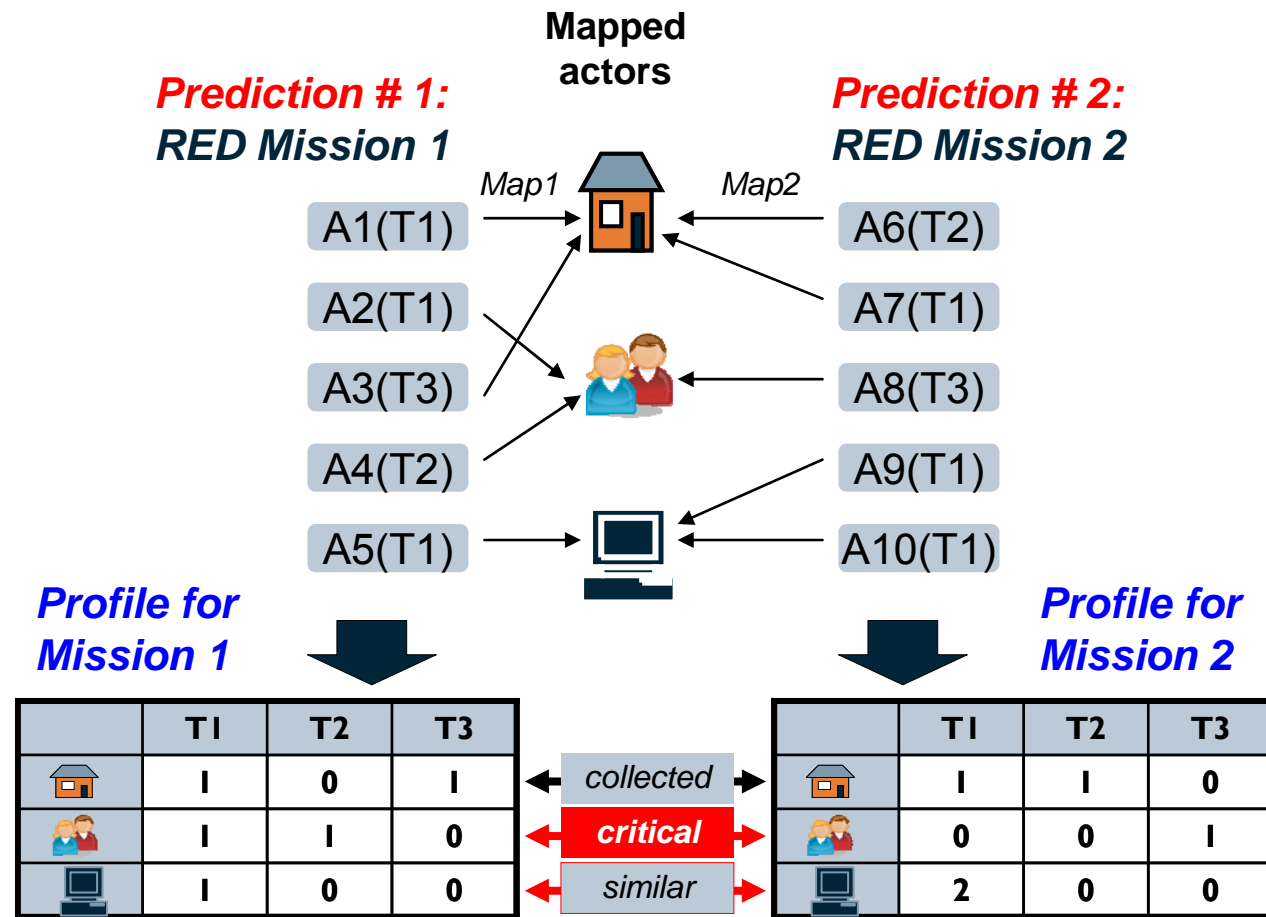 Mapped
actors
Prediction # 1:
RED Mission 1
Prediction # 2:
RED Mission 2
Map1
Map2
A1(T1)
A6(T2)
A2(T1)
A7(T1)
A3(T3)
A8(T3)
A4(T2)
A9(T1)
A5(T1)
A10(T1)
Profile for
Mission 1
Profile for
Mission 2
T1 T2 T3
1 0 1
1 1 0
1 0 0
collected
critical
similar
T1 T2 T3
1 1 0
0 0 1
2 0 0